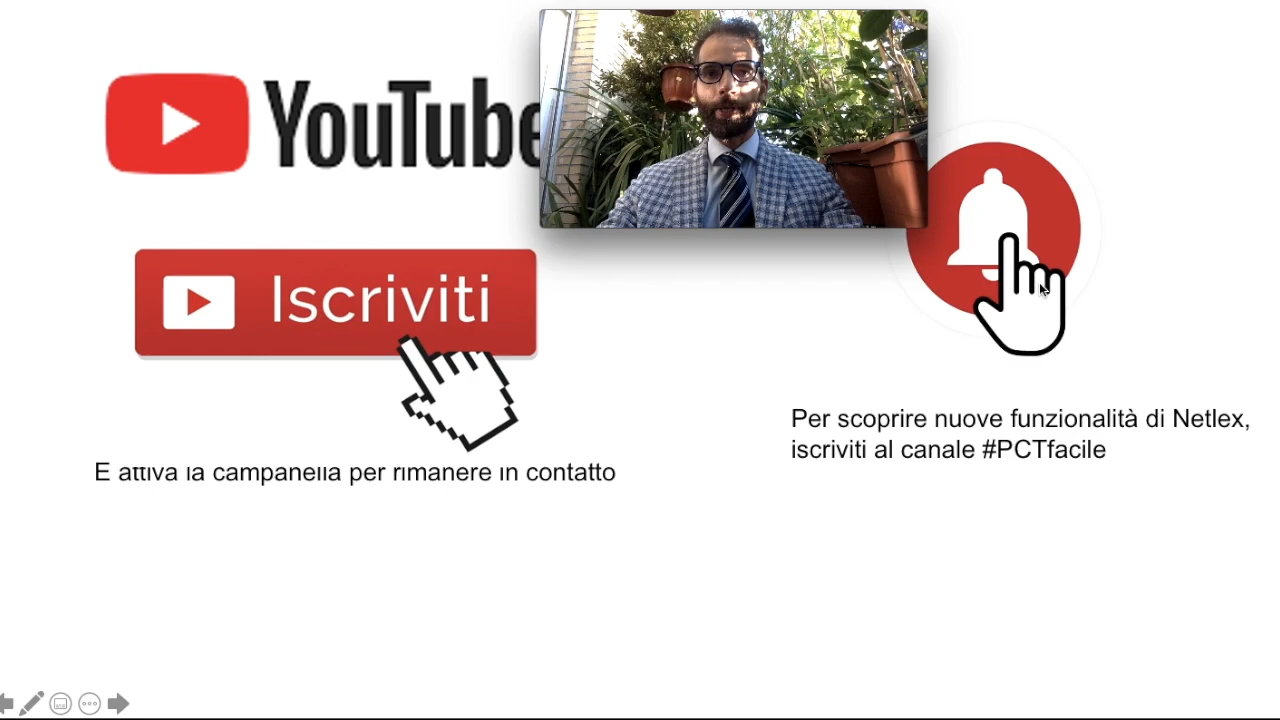 YouTube
Iscriviti
E attiva la campanella per rimanere in contatto
Per scoprire nuove funzionalità di Netlex,
iscriviti al canale #PCTfacile